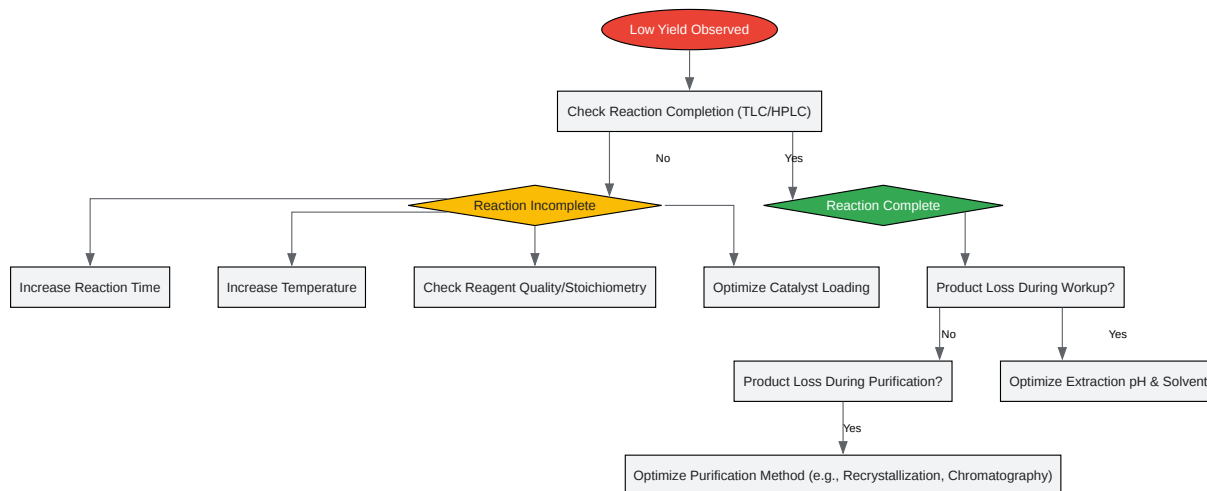 Low Yield Observed
Check Reaction Completion (TLC/HPLC)
No
Yes
Reaction Incomplete
Reaction Complete
Increase Reaction Time
Increase Temperature
Check Reagent Quality/Stoichiometry
Optimize Catalyst Loading
Product Loss During Workup?
No
Yes
Product Loss During Purification?
Optimize Extraction pH & Solvent
Yes
Optimize Purification Method (e.g., Recrystallization, Chromatography)